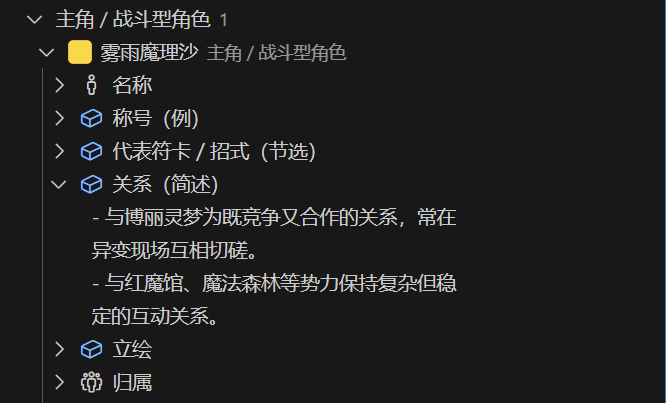 主角 / 战斗型角色 1
雾雨魔理沙 主角 / 战斗型角色
名称
称号（例）
代表符卡 / 招式（节选）
关系（简述）
- 与博丽灵梦为既竞争又合作的关系，常在
异变现场互相切磋。
- 与红魔馆、魔法森林等势力保持复杂但稳
定的互动关系。
立绘
归属